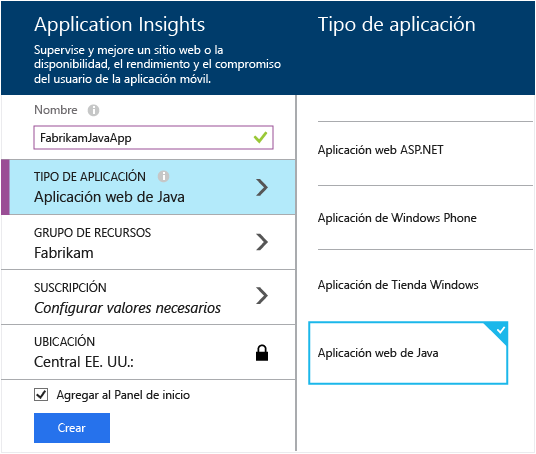 Application Insights
Supervise y mejore un sitio web o la
disponibilidad, el rendimiento y el compromiso
del usuario de la aplicación móvil.
Nombre
FabrikamJavaApp
TIPO DE APLICACIÓN
Aplicación web de Java
GRUPO DE RECURSOS
Fabrikam
SUSCRIPCIÓN
Configurar valores necesarios
UBICACIÓN
Central EE. UU.:
Agregar al Panel de inicio
Crear
Tipo de aplicación
Aplicación web ASP.NET
Aplicación de Windows Phone
Aplicación de Tienda Windows
Aplicación web de Java